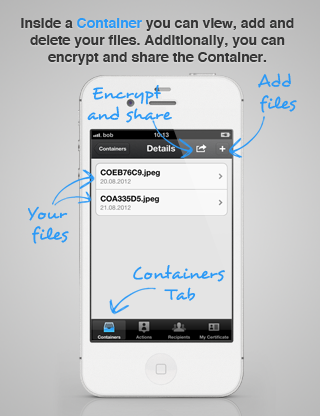 Inside a Container you can view, add and
delete your files. Additionally, you can
encrypt and share the Container.
Encrypt
and share
Add
files
bob
10:13
Containers
Details
+
COEB76C9.jpeg
20.08.2012
COA335D5.jpeg
21.08.2012
Your
files
Containers
Tab
Containers
Actions
Recipients
My Certificate